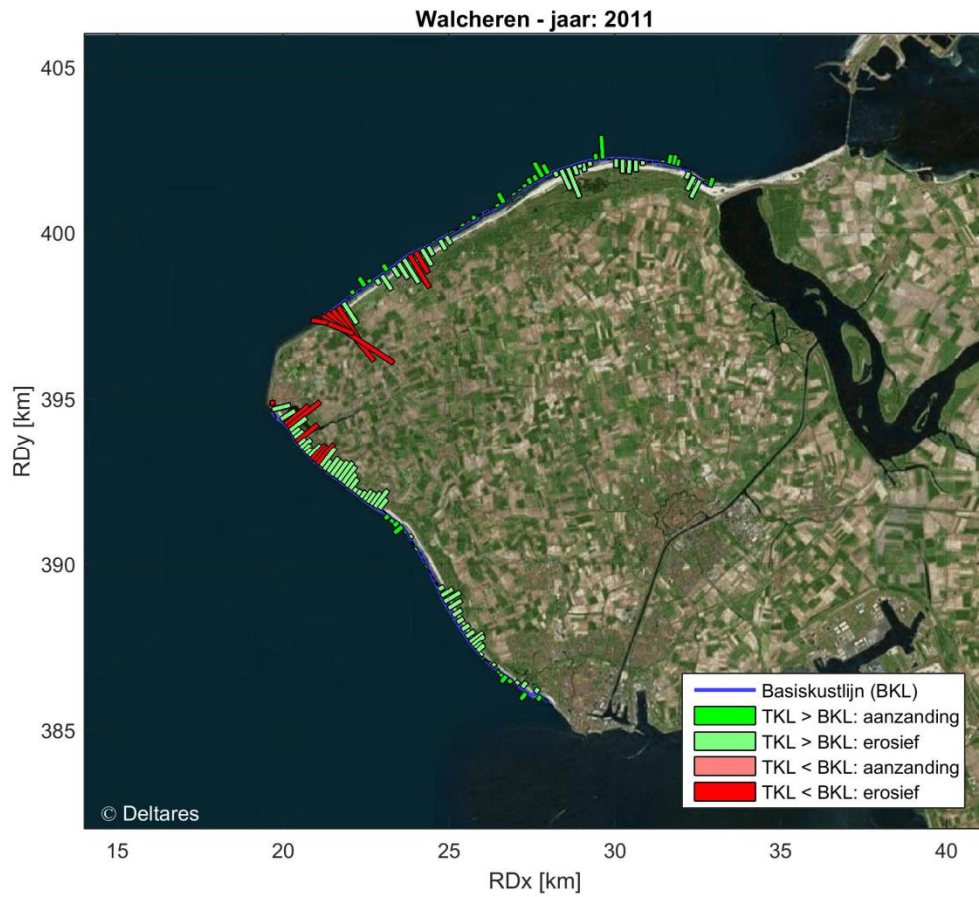 Walcheren - jaar: 2011
405
400
395
390
385
RDy [km]
15 20 25 30 35 40
RDx [km]
Basiskustlijn (BKL)
TKL > BKL: aanzanding
TKL > BKL: erosief
TKL < BKL: aanzanding
TKL < BKL: erosief
© Deltares